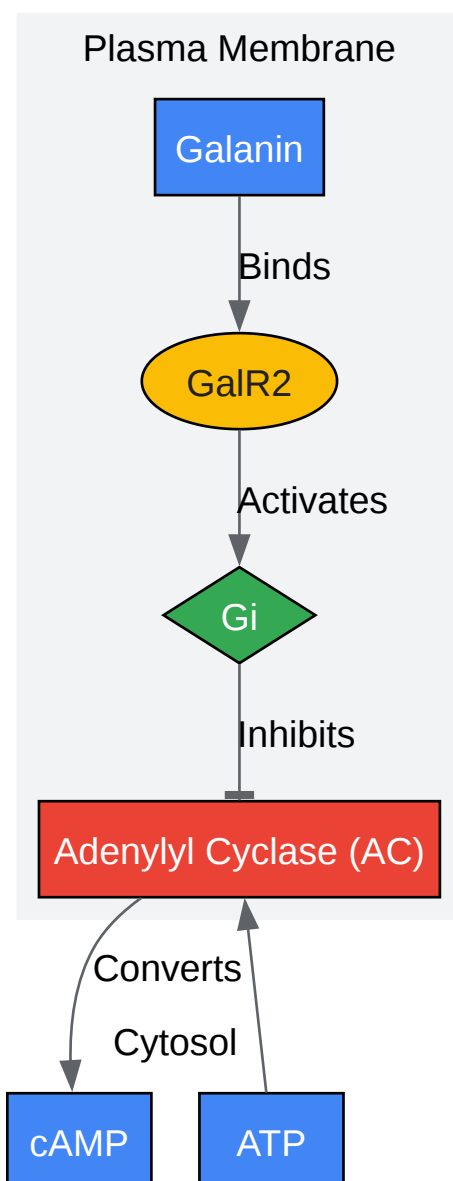 Plasma Membrane
Galanin
Binds
GalR2
Activates
Gi
Inhibits
Adenylyl Cyclase (AC)
Converts
Cytosol
cAMP
ATP